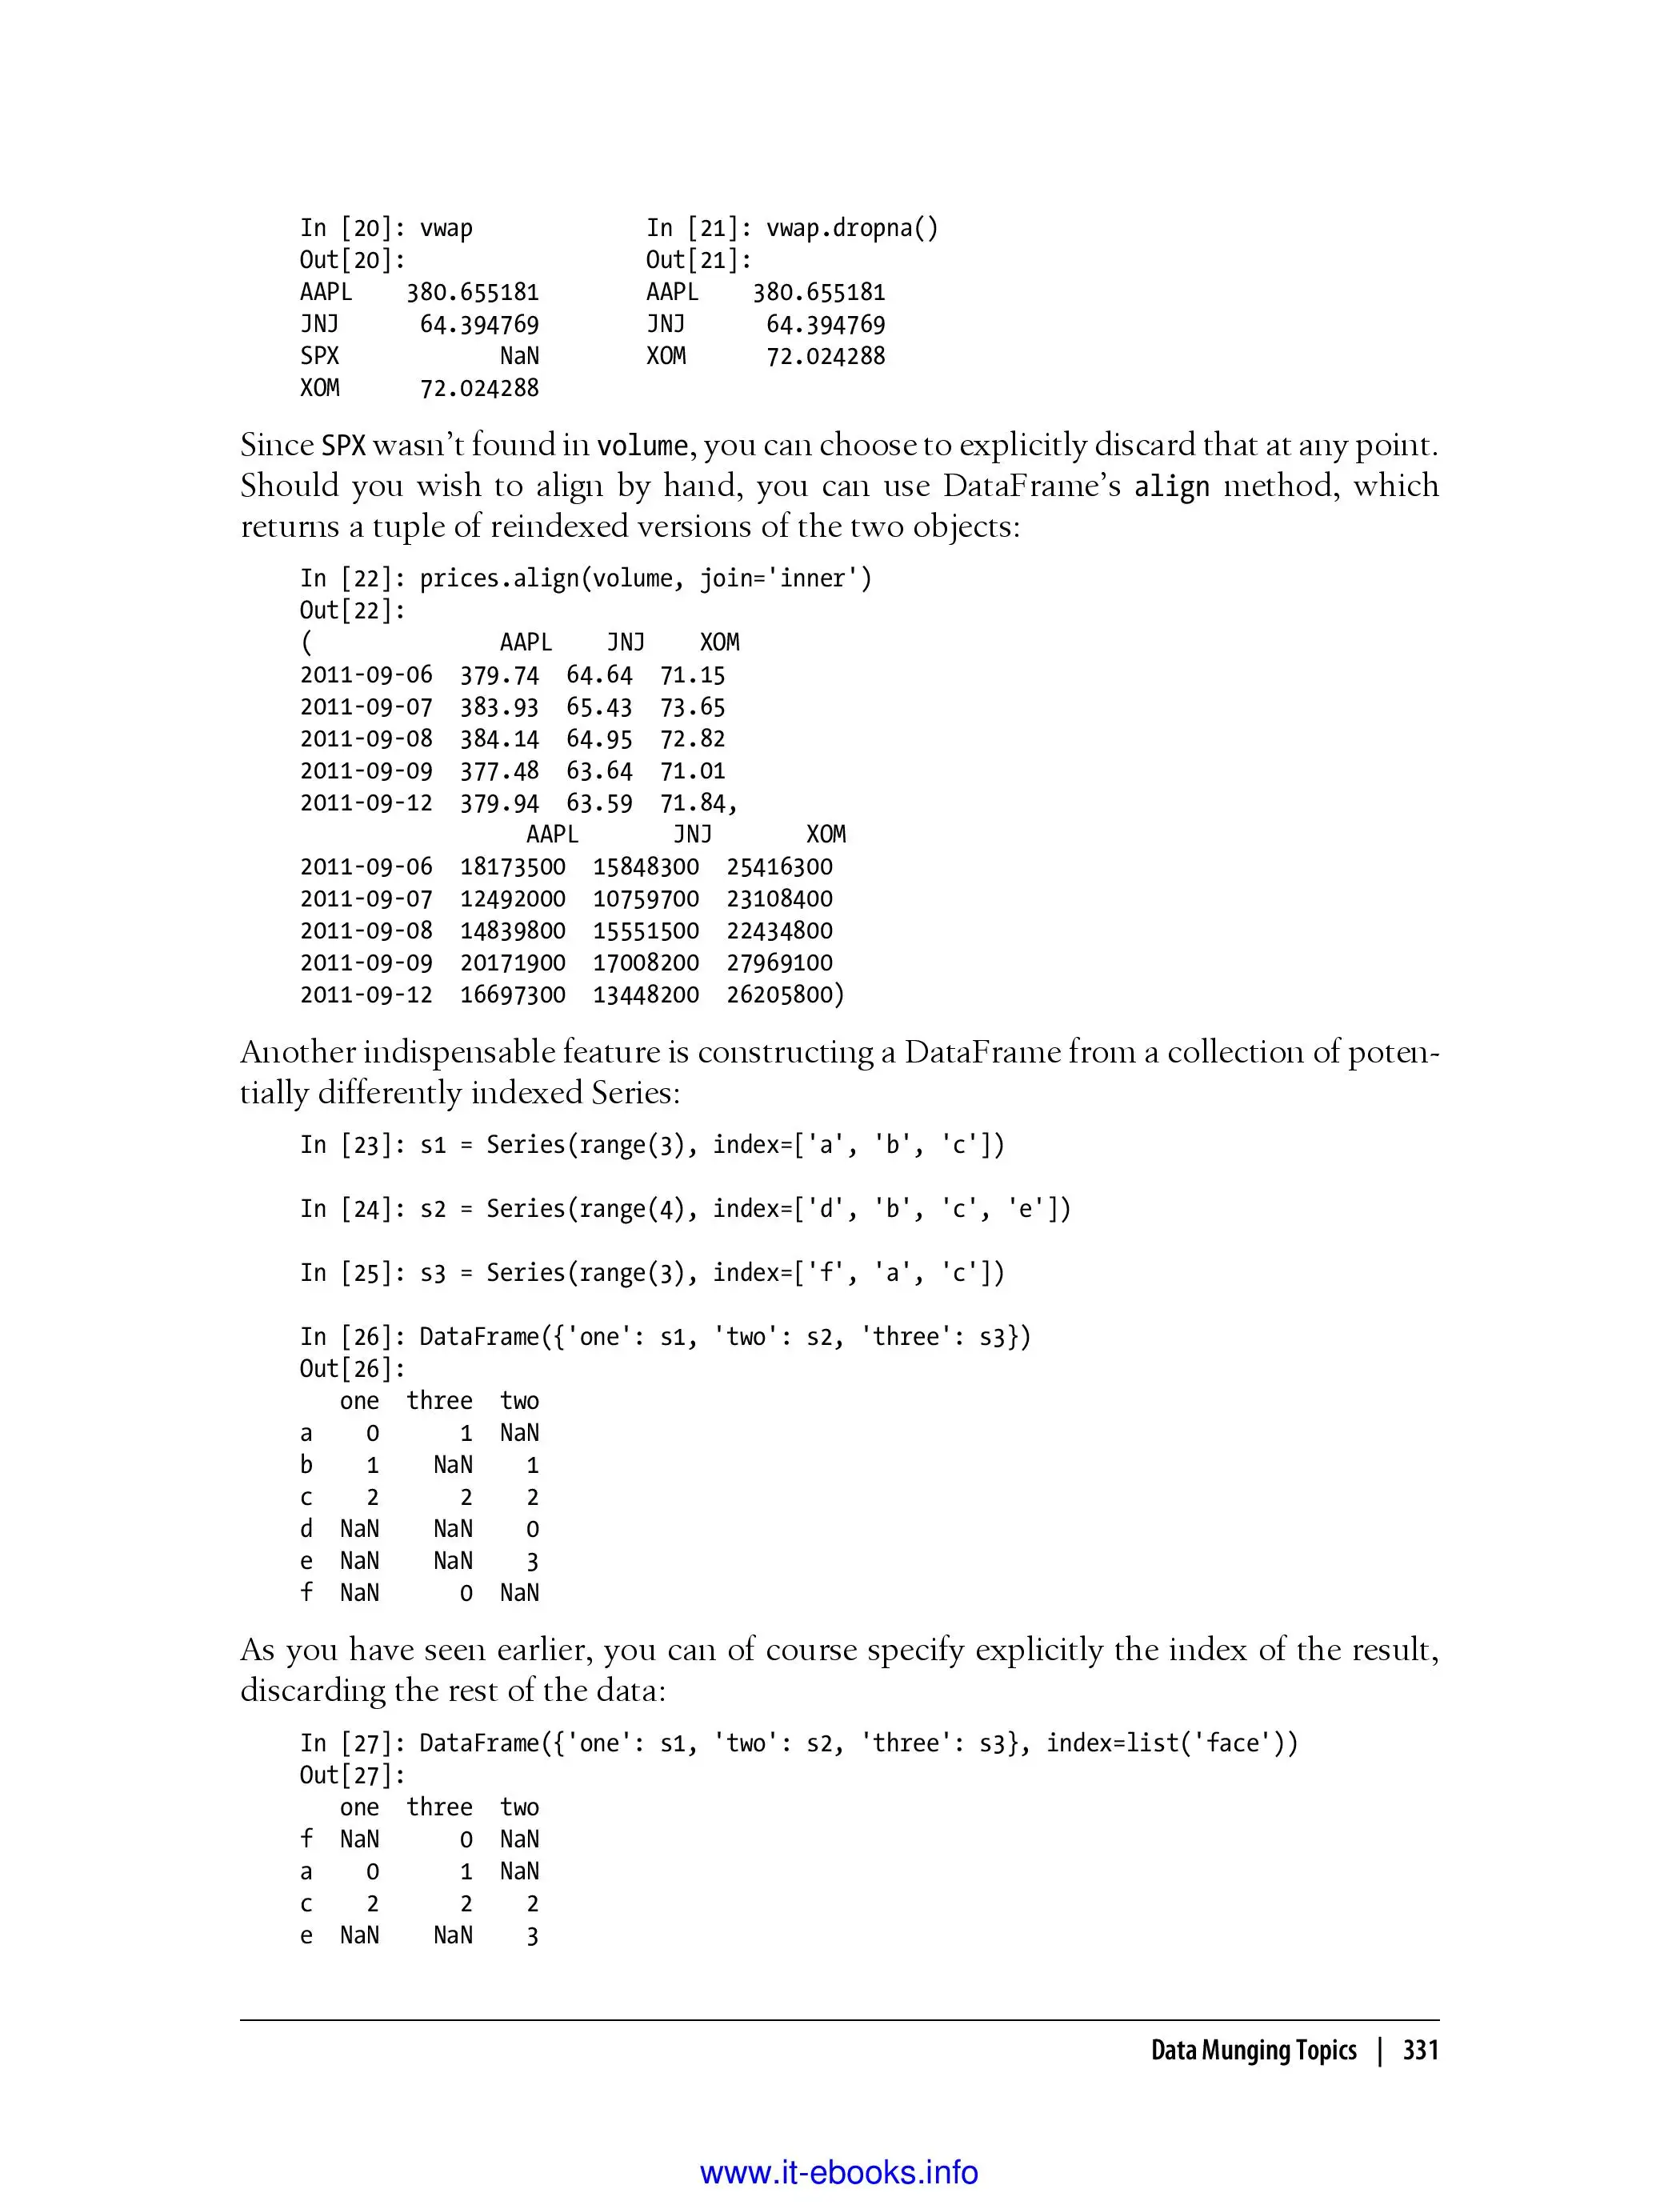 In [20]: vwap             In [21]: vwap.dropna()
Out[20]:                  Out[21]:
AAPL    380.655181        AAPL    380.655181
JNJ      64.394769        JNJ      64.394769
SPX            NaN        XOM      72.024288
XOM      72.024288
Since SPX wasn’t found in volume, you can choose to explicitly discard that at any point.
Should you wish to align by hand, you can use DataFrame’s align method, which
returns a tuple of reindexed versions of the two objects:
In [22]: prices.align(volume, join='inner')
Out[22]:
(              AAPL    JNJ    XOM
2011-09-06  379.74  64.64  71.15
2011-09-07  383.93  65.43  73.65
2011-09-08  384.14  64.95  72.82
2011-09-09  377.48  63.64  71.01
2011-09-12  379.94  63.59  71.84,
                 AAPL       JNJ       XOM
2011-09-06  18173500  15848300  25416300
2011-09-07  12492000  10759700  23108400
2011-09-08  14839800  15551500  22434800
2011-09-09  20171900  17008200  27969100
2011-09-12  16697300  13448200  26205800)
Another indispensable feature is constructing a DataFrame from a collection of poten-
tially differently indexed Series:
In [23]: s1 = Series(range(3), index=['a', 'b', 'c'])
In [24]: s2 = Series(range(4), index=['d', 'b', 'c', 'e'])
In [25]: s3 = Series(range(3), index=['f', 'a', 'c'])
In [26]: DataFrame({'one': s1, 'two': s2, 'three': s3})
Out[26]:
   one  three  two
a    0      1  NaN
b    1    NaN    1
c    2      2    2
d  NaN    NaN    0
e  NaN    NaN    3
f  NaN      0  NaN
As you have seen earlier, you can of course specify explicitly the index of the result,
discarding the rest of the data:
In [27]: DataFrame({'one': s1, 'two': s2, 'three': s3}, index=list('face'))
Out[27]:
   one  three  two
f  NaN      0  NaN
a    0      1  NaN
c    2      2    2
e  NaN    NaN    3
Data Munging Topics | 331
www.it-ebooks.info